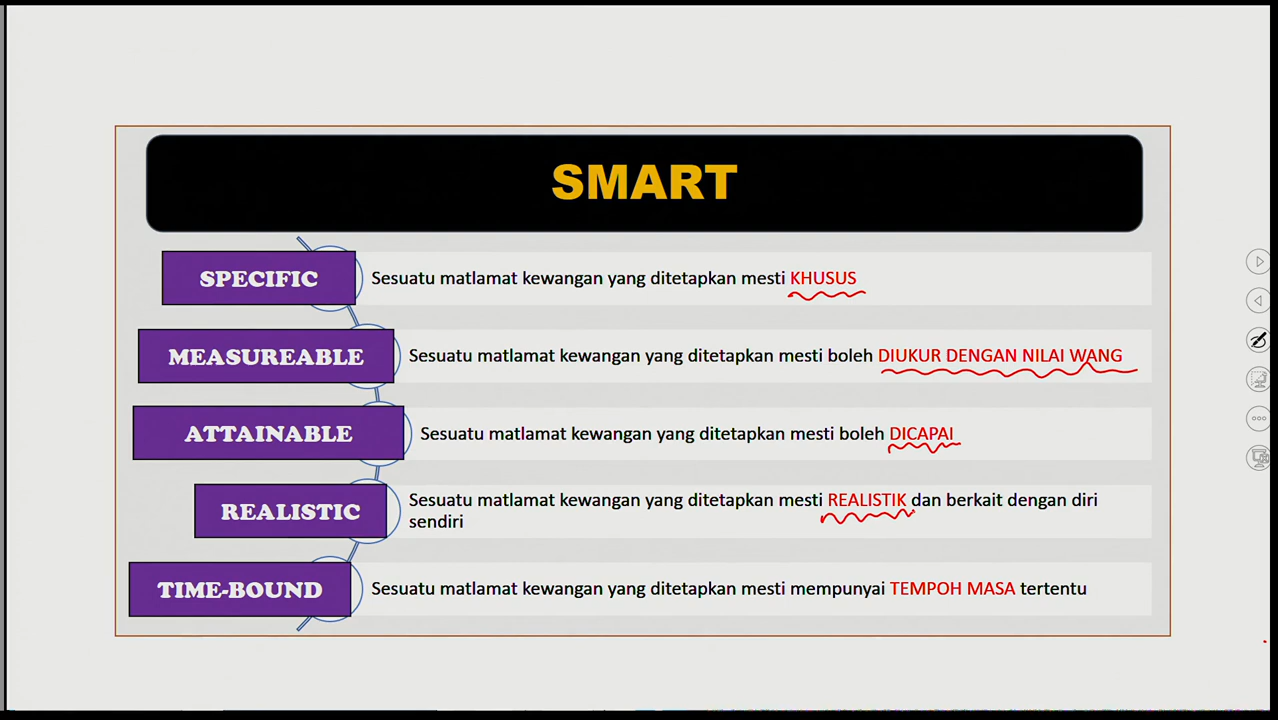 SMART
SPECIFIC
Sesuatu matlamat kewangan yang ditetapkan mesti KHUSUS
MEASUREABLE
Sesuatu matlamat kewangan yang ditetapkan mesti boleh DIUKUR DENGAN NILAI WANG
ATTAINABLE
Sesuatu matlamat kewangan yang ditetapkan mesti boleh DICAPAI
REALISTIC
Sesuatu matlamat kewangan yang ditetapkan mesti REALISTIK dan berkait dengan diri
sendiri
TIME-BOUND
Sesuatu matlamat kewangan yang ditetapkan mesti mempunyai TEMPOH MASA tertentu